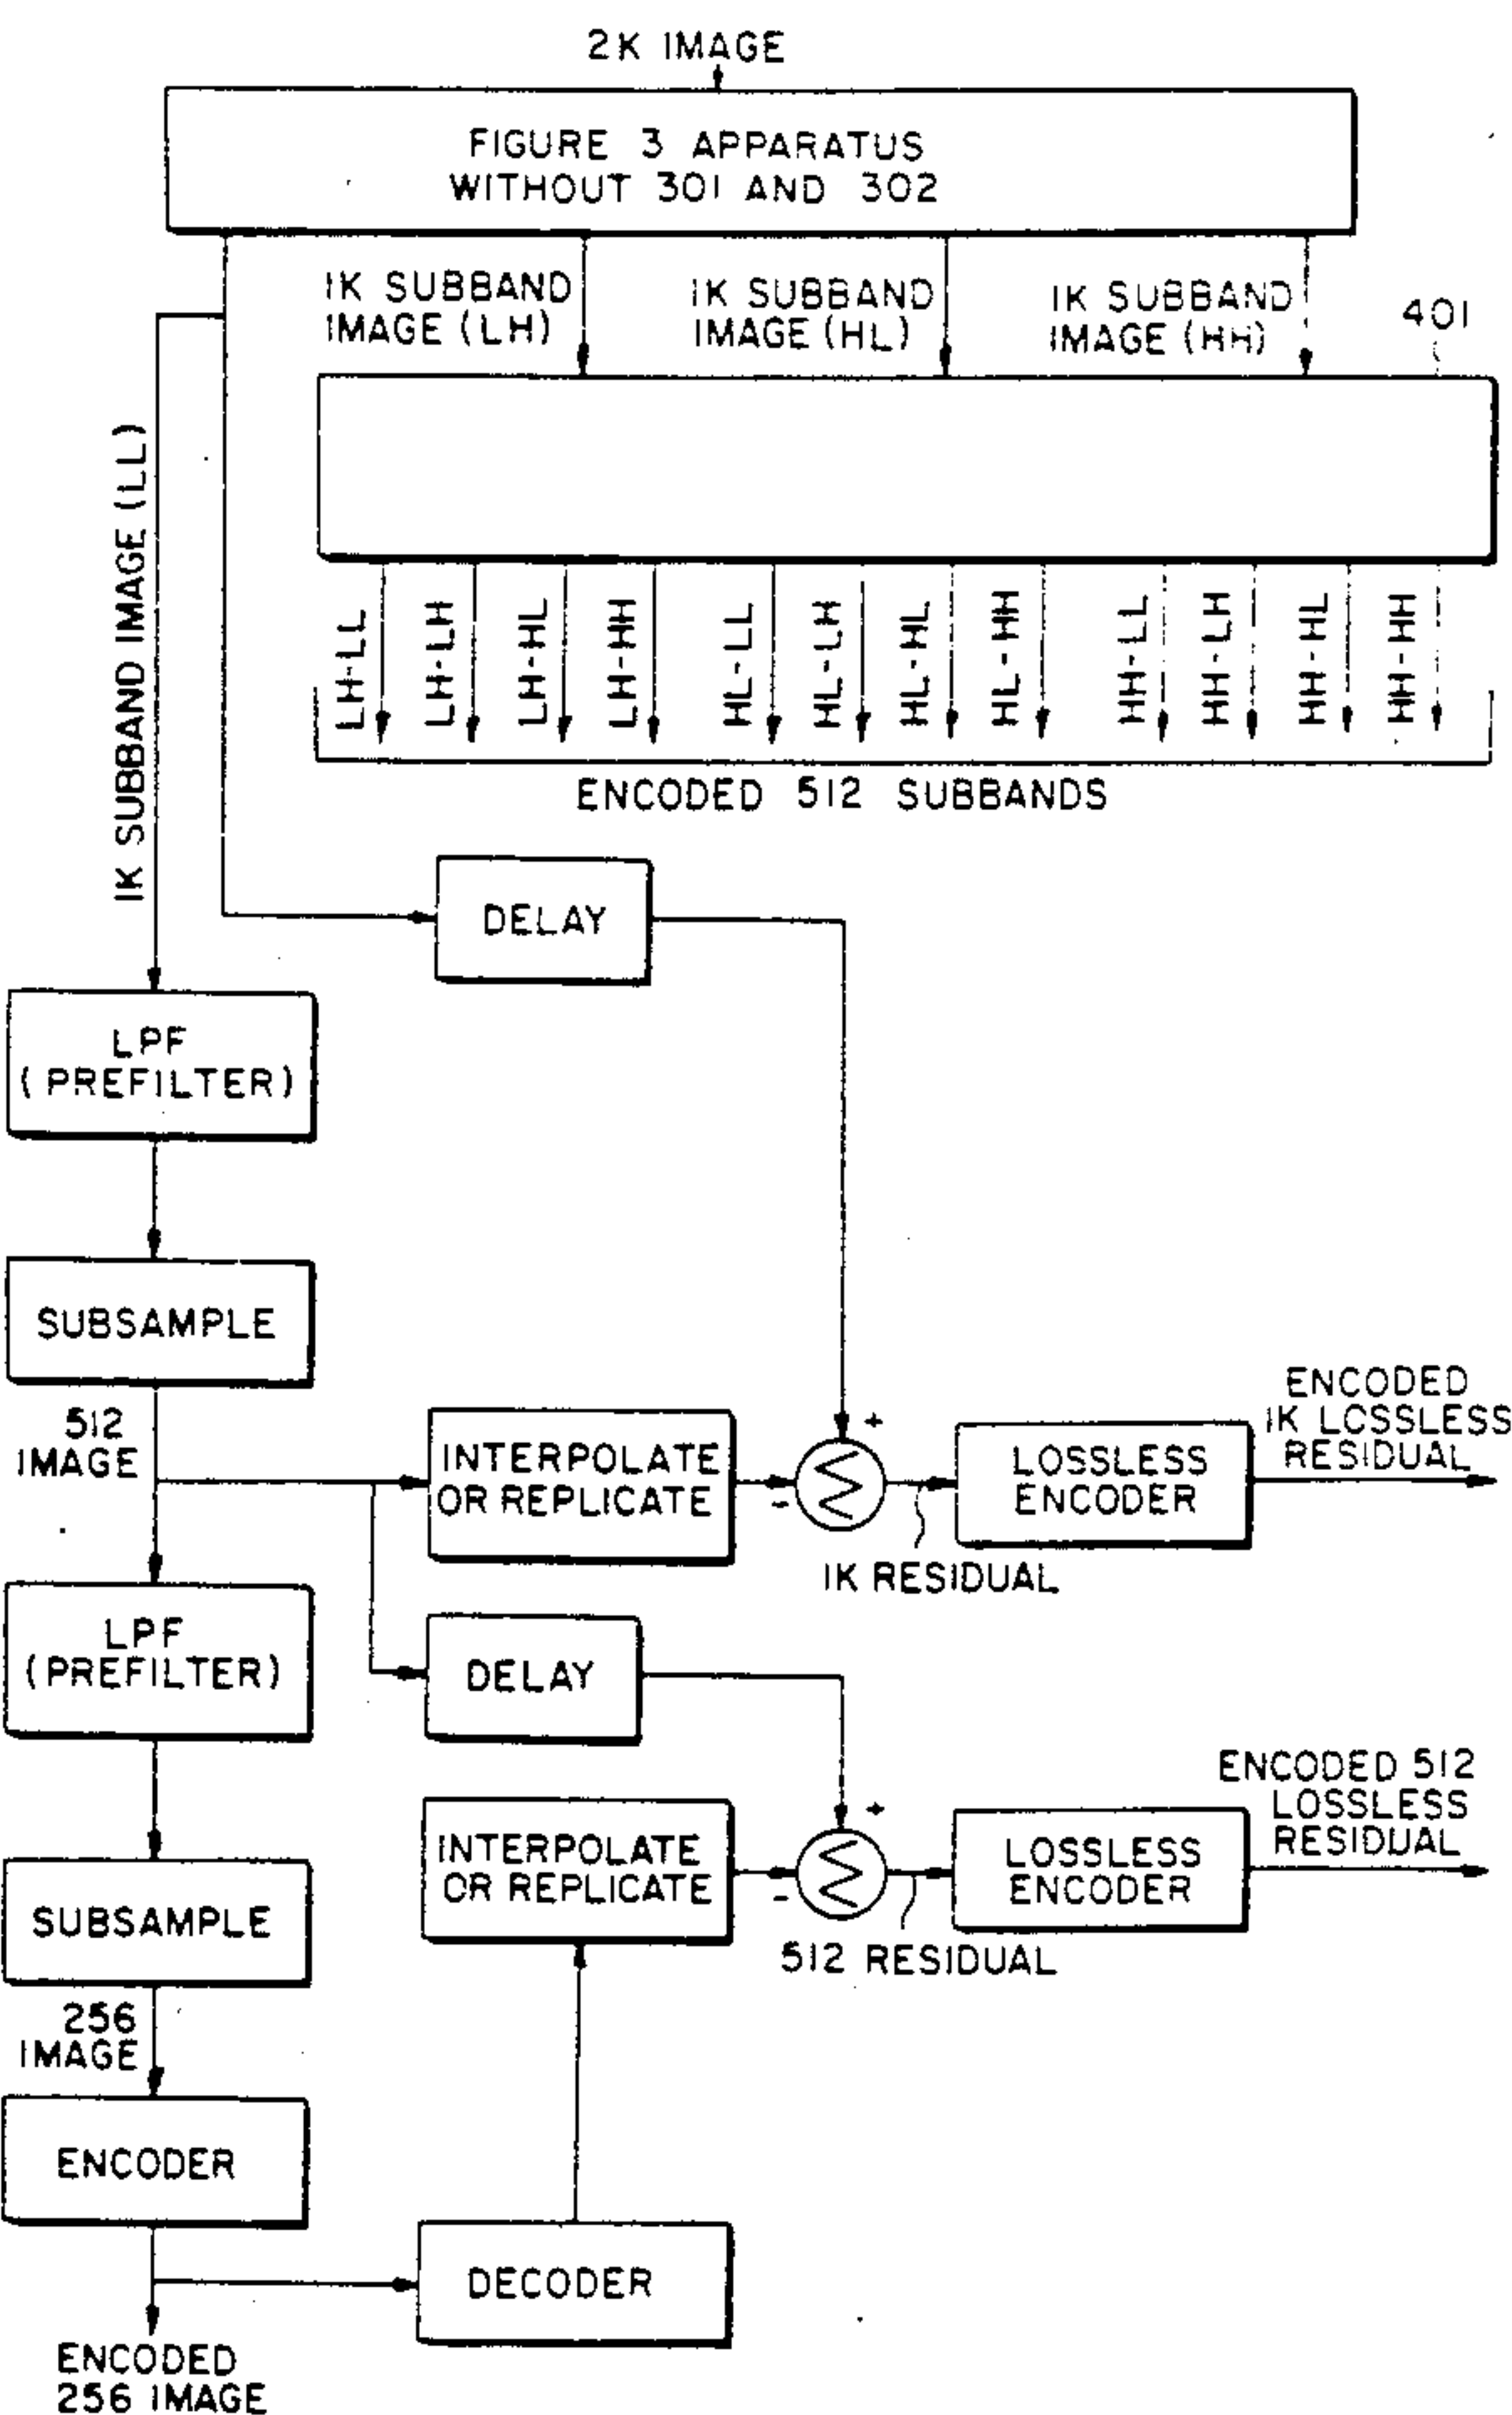 2K IMAGE
FIGURE 3 APPARATUS
WITHOUT 301 AND 302
1K SUBBAND
IMAGE (LH)
1K SUBBAND
IMAGE (HL)
1K SUBBAND
IMAGE (HH)
401
1K SUBBAND IMAGE (LL)
LH-LL
LH-LH
LH-HL
LH-HH
HL-LL
HL-LH
HL-HL
HL-HH
HH-LL
HH-LH
HH-HL
HH-HH
ENCODED 512 SUBBANDS
DELAY
LPF
(PREFILTER)
SUBSAMPLE
512
IMAGE
INTERPOLATE
OR REPLICATE
+
-
Σ
1K RESIDUAL
LOSSLESS
ENCODER
ENCODED
1K LOSSLESS
RESIDUAL
LPF
(PREFILTER)
DELAY
SUBSAMPLE
INTERPOLATE
OR REPLICATE
+
-
Σ
512 RESIDUAL
LOSSLESS
ENCODER
ENCODED 512
LOSSLESS
RESIDUAL
256
IMAGE
ENCODER
DECODER
ENCODED
256 IMAGE